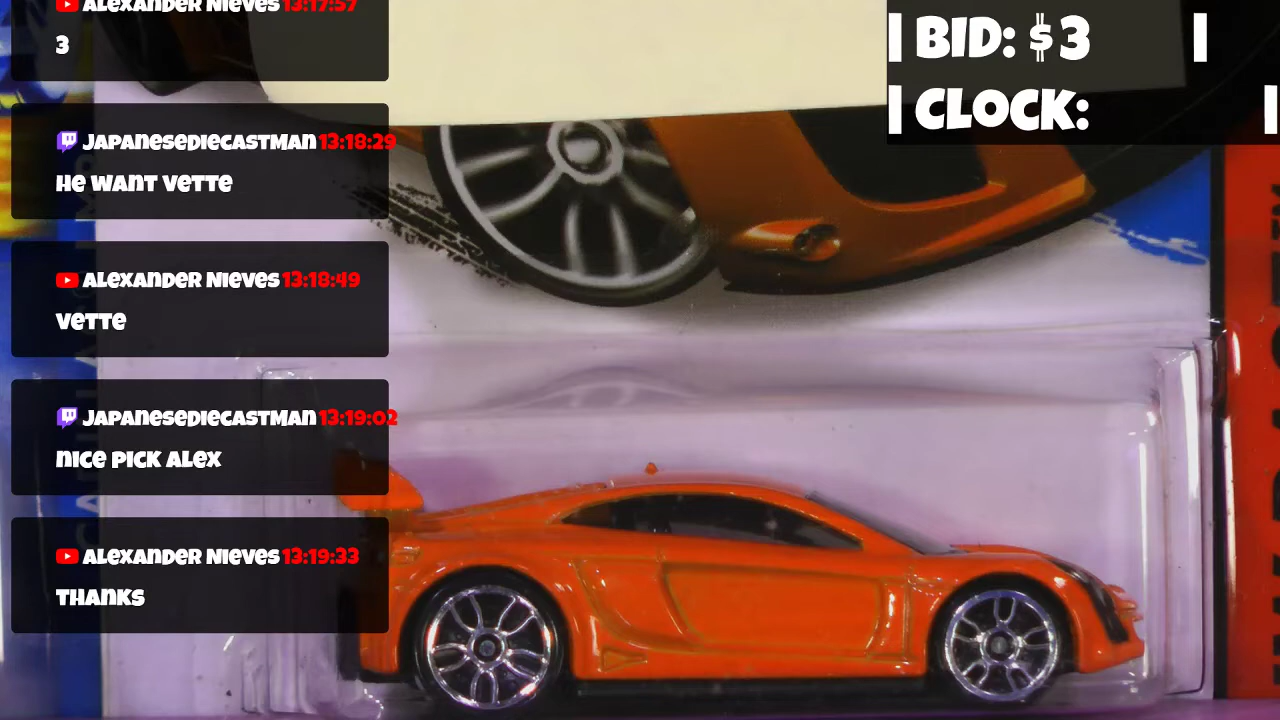 Alexander Nieves 13:17:57
3
JapaneseDiecastMan 13:18:29
He want vette
Alexander Nieves 13:18:49
Vette
JapaneseDiecastMan 13:19:02
Nice pick Alex
Alexander Nieves 13:19:33
Thanks
| BID: $3 |
| CLOCK: |